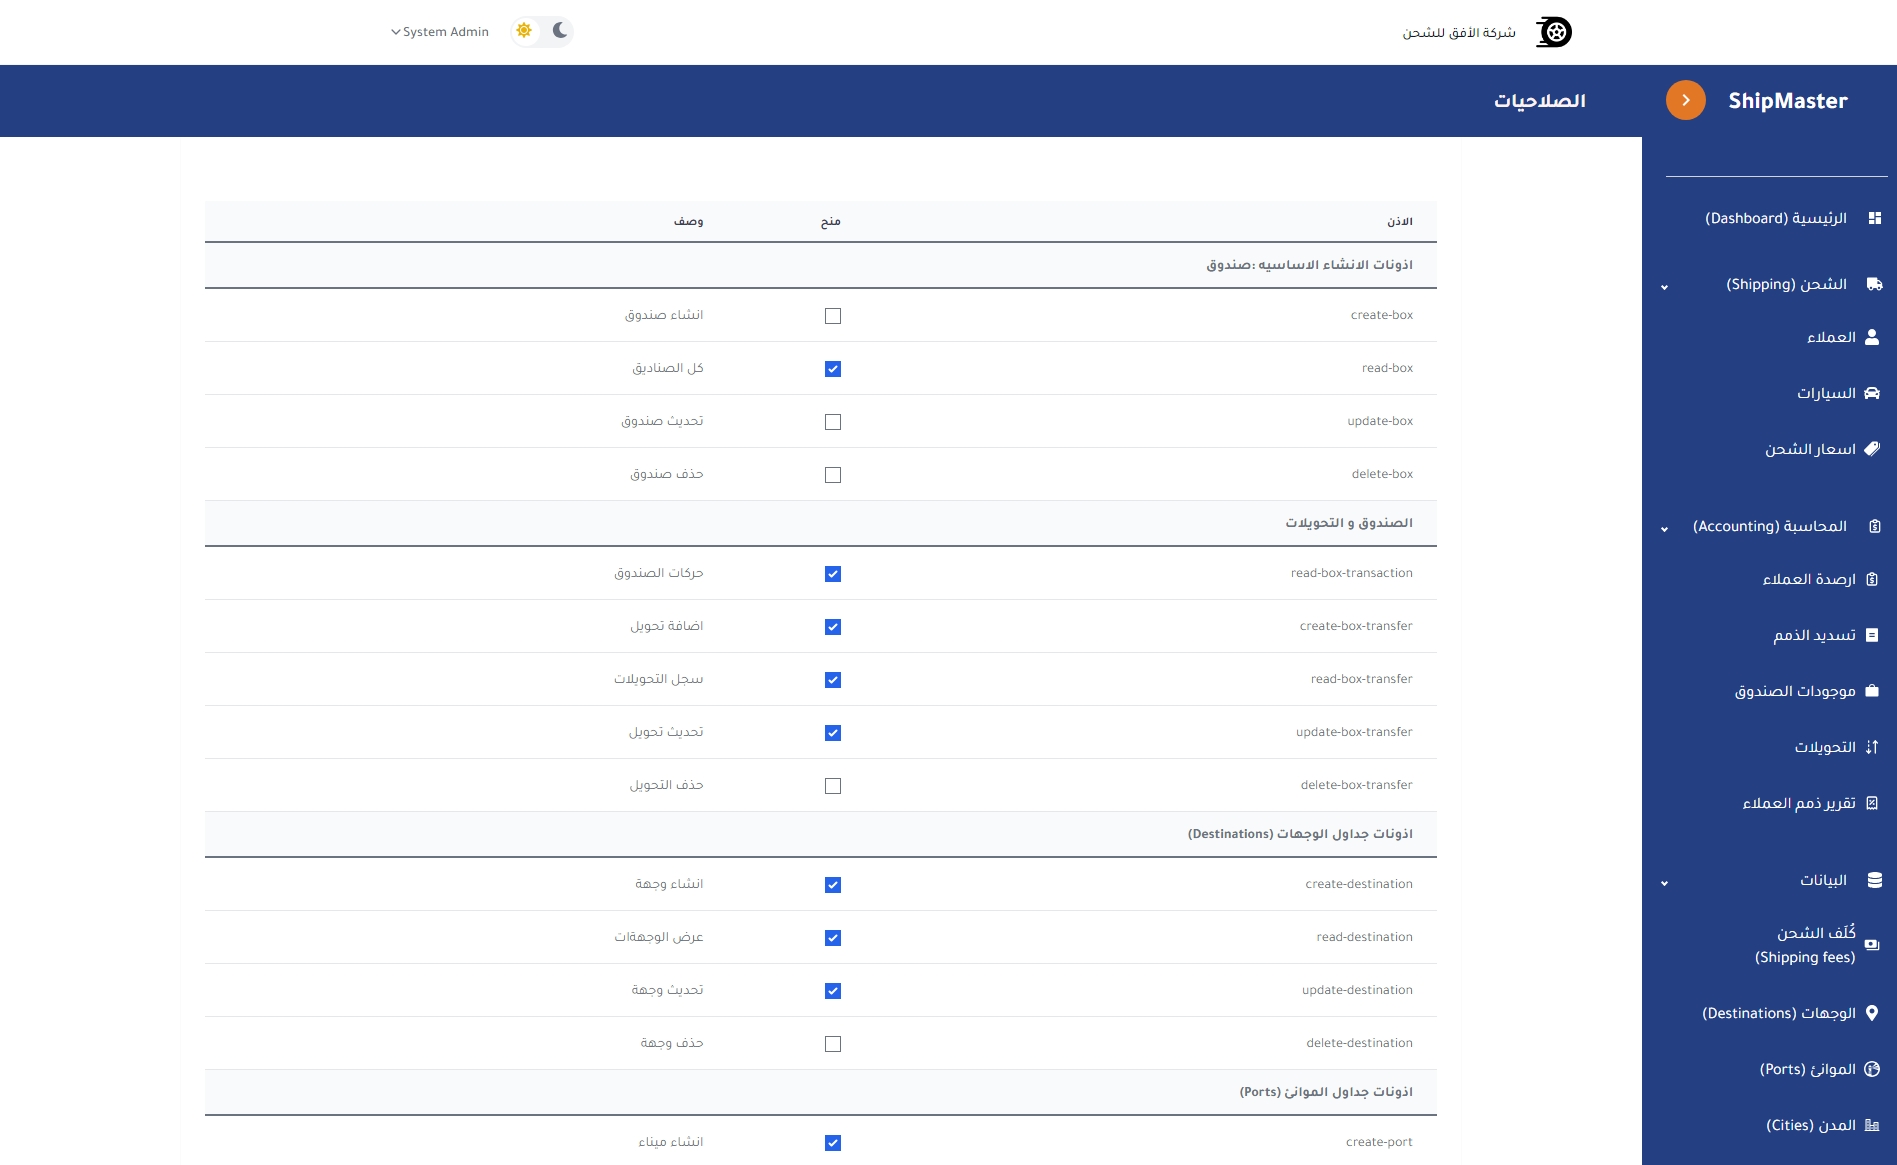 شركة الأفق للشحن
System Admin
ShipMaster
الصلاحيات
الرئيسية (Dashboard)
الشحن (Shipping)
العملاء
السيارات
اسعار الشحن
المحاسبة (Accounting)
ارصدة العملاء
تسديد الذمم
موجودات الصندوق
التحويلات
تقرير ذمم العملاء
البيانات
كُلَف الشحن
(Shipping fees)
الوجهات (Destinations)
الموانئ (Ports)
المدن (Cities)
الاذن منح وصف
اذونات الانشاء الاساسيه :صندوق
create-box انشاء صندوق
read-box كل الصناديق
update-box تحديث صندوق
delete-box حذف صندوق
الصندوق و التحويلات
read-box-transaction حركات الصندوق
create-box-transfer اضافة تحويل
read-box-transfer سجل التحويلات
update-box-transfer تحديث تحويل
delete-box-transfer حذف التحويل
اذونات جداول الوجهات (Destinations)
create-destination انشاء وجهة
read-destination عرض الوجهةات
update-destination تحديث وجهة
delete-destination حذف وجهة
اذونات جداول الموانئ (Ports)
create-port انشاء ميناء